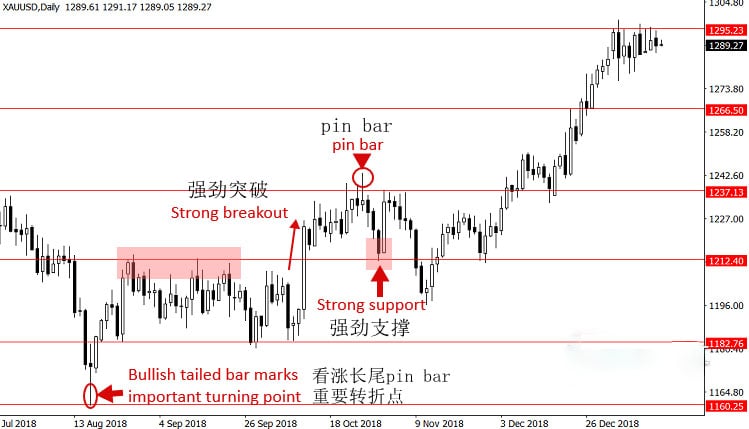 XAUUSD,Daily 1289.61 1291.17 1289.05 1289.27
1304.80
1295.23
1289.27
1273.80
1266.50
1258.20
pin bar
pin bar
1242.60
强劲突破
1237.13
Strong breakout
1227.00
1212.40
Strong support
1196.00
强劲支撑
1182.76
1180.40
Bullish tailed bar marks
important turning point
看涨长尾pin bar
重要转折点
1164.80
1160.25
Jul 2018
13 Aug 2018
4 Sep 2018
26 Sep 2018
18 Oct 2018
9 Nov 2018
3 Dec 2018
26 Dec 2018